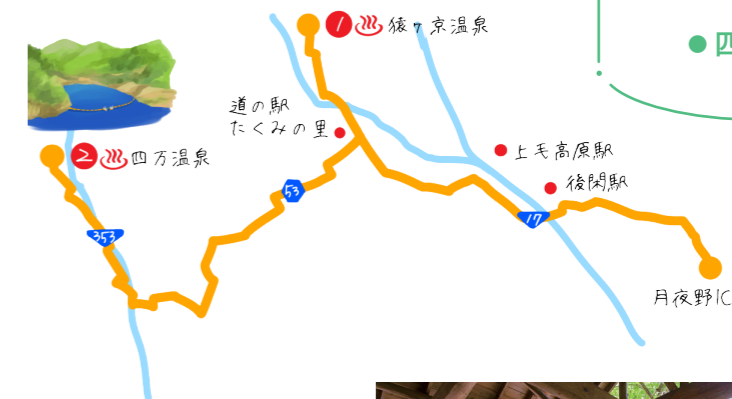 1 猿ヶ京温泉
道の駅
たくみの里
2 四万温泉
上毛高原駅
後閑駅
53
353
17
月夜野IC
四